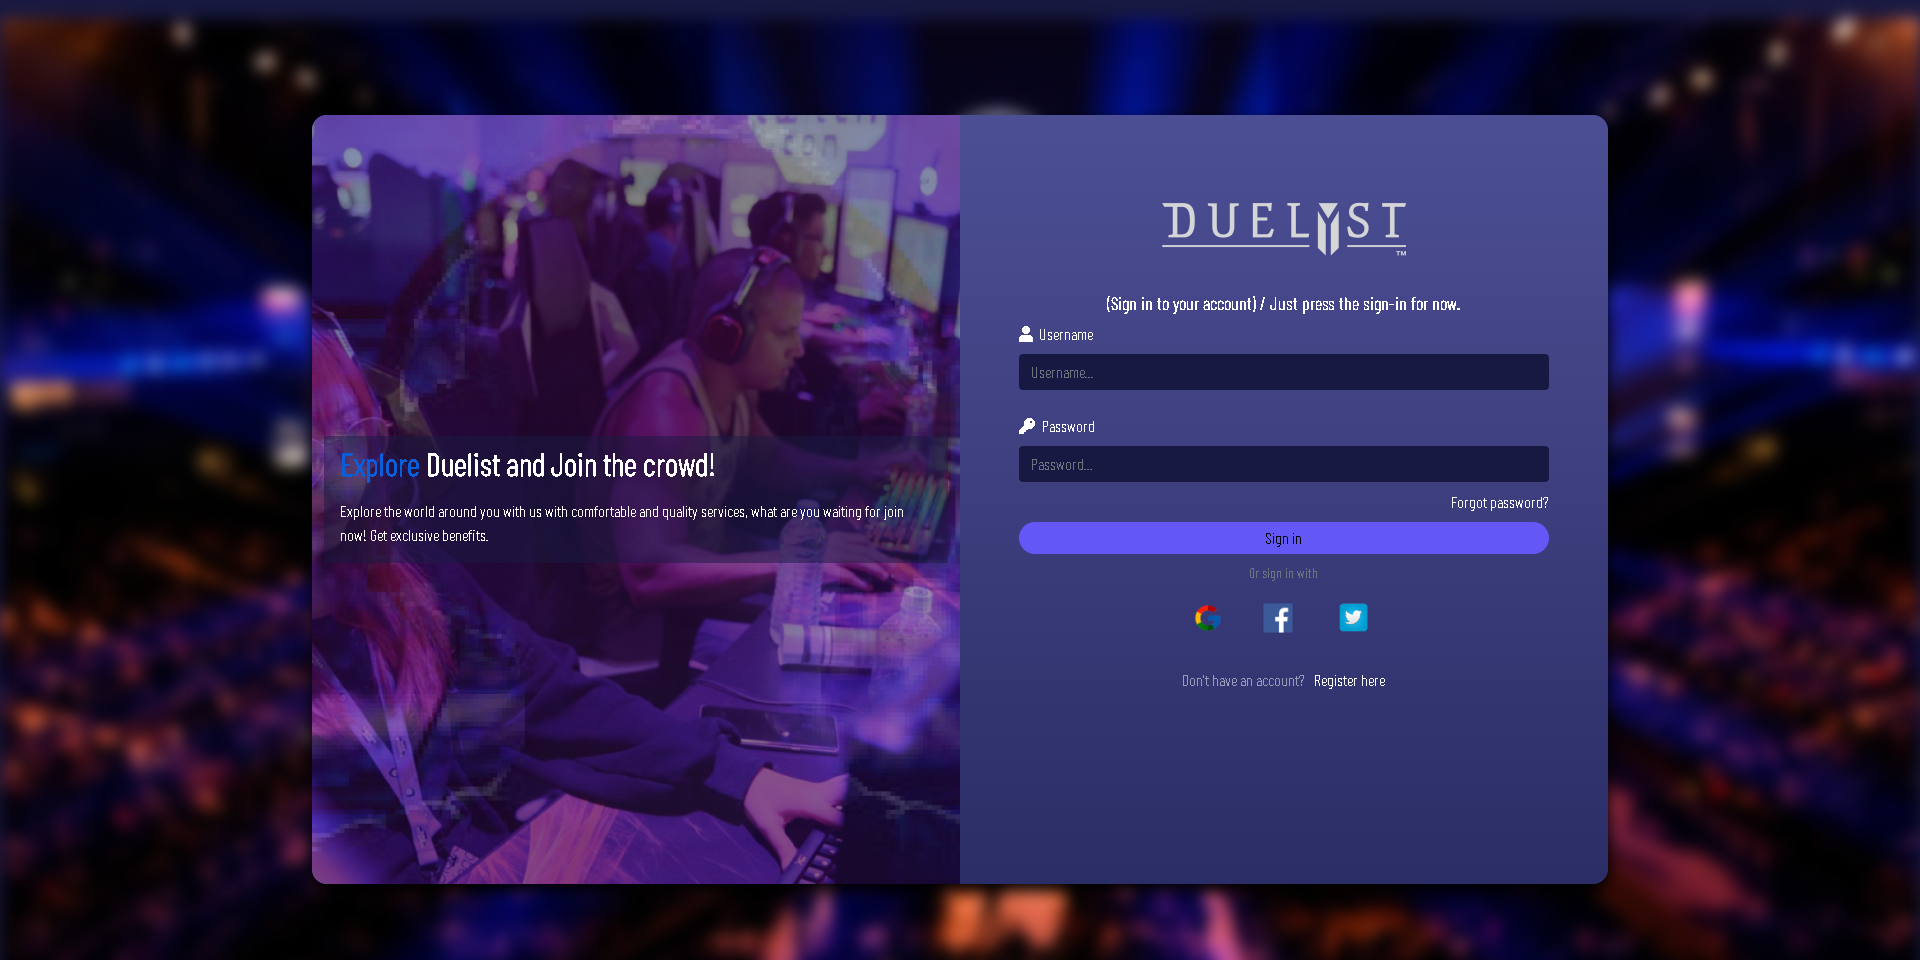 CON
DUELYST
TM
(Sign in to your account) / Just press the sign-in for now.
Username
Username...
Password
Password...
Forgot password?
Sign in
Or sign in with
Don't have an account? Register here
Explore Duelist and Join the crowd!
Explore the world around you with us with comfortable and quality services, what are you waiting for join
now! Get exclusive benefits.